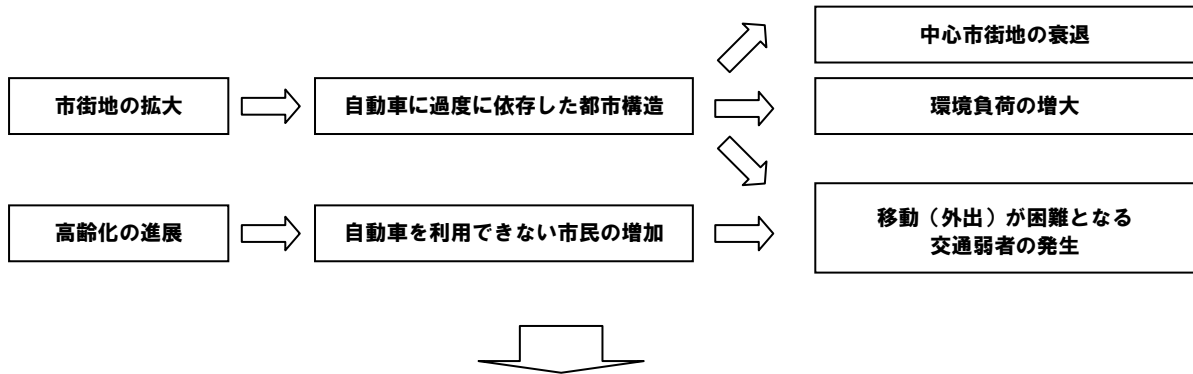 中心市街地の衰退
市街地の拡大
自動車に過度に依存した都市構造
環境負荷の増大
高齢化の進展
自動車を利用できない市民の増加
移動（外出）が困難となる
交通弱者の発生